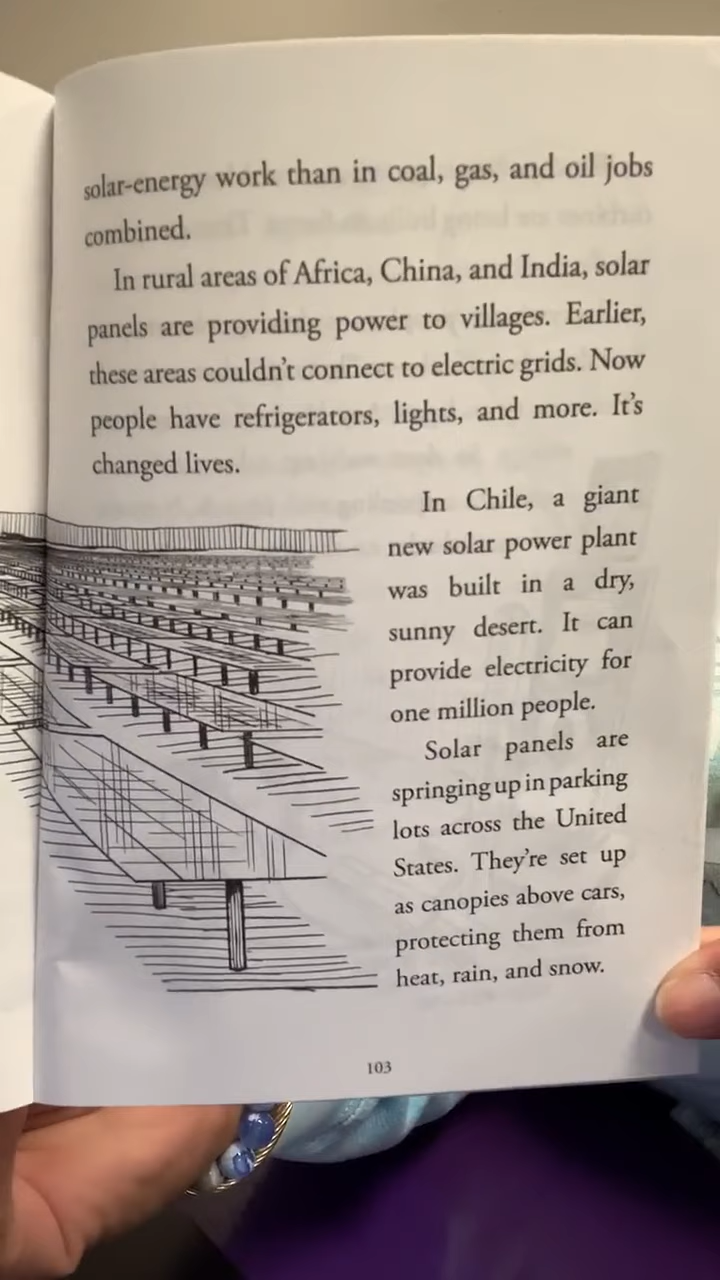 solar-energy work than in coal, gas, and oil jobs
combined.
In rural areas of Africa, China, and India, solar
panels are providing power to villages. Earlier,
these areas couldn’t connect to electric grids. Now
people have refrigerators, lights, and more. It’s
changed lives.
In Chile, a giant
new solar power plant
was built in a dry,
sunny desert. It can
provide electricity for
one million people.
Solar panels are
springing up in parking
lots across the United
States. They’re set up
as canopies above cars,
protecting them from
heat, rain, and snow.
103